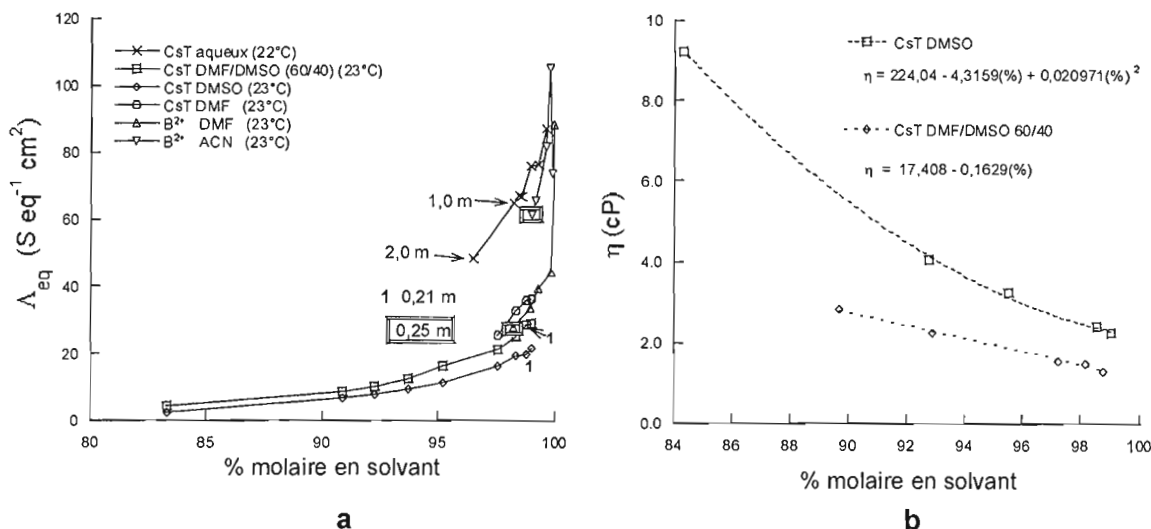 120
100
80
60
40
20
0
Λeq (S eq⁻¹ cm²)
CsT aqueux (22°C)
CsT DMF/DMSO (60/40) (23°C)
CsT DMSO (23°C)
CsT DMF (23°C)
B²⁺ DMF (23°C)
B²⁺ ACN (23°C)
1,0 m
2,0 m
1 0,21 m
0,25 m
1
1
80 85 90 95 100
% molaire en solvant
a
10
8.0
6.0
4.0
2.0
0.0
η (cP)
CsT DMSO
η = 224,04 - 4,3159(%) + 0,020971(%)²
CsT DMF/DMSO 60/40
η = 17,408 - 0,1629(%)
84 86 88 90 92 94 96 98 100
% molaire en solvant
b